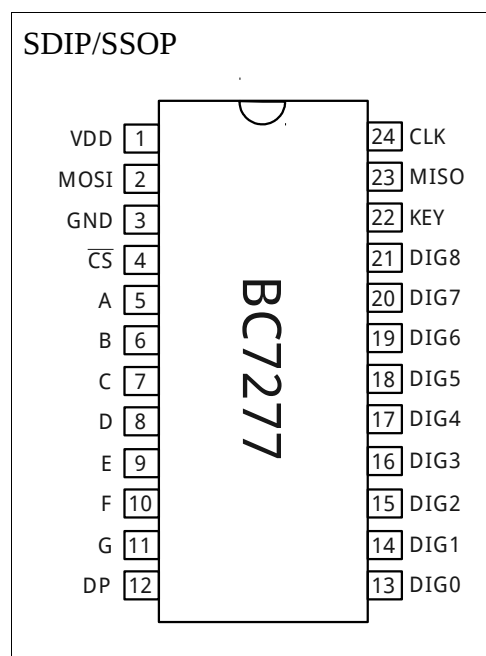 SDIP/SSOP
VDD 1 24 CLK
MOSI 2 23 MISO
GND 3 22 KEY
C̅S̅ 4 21 DIG8
A 5 20 DIG7
B 6 19 DIG6
C 7 18 DIG5
D 8 17 DIG4
E 9 16 DIG3
F 10 15 DIG2
G 11 14 DIG1
DP 12 13 DIG0
BC7277